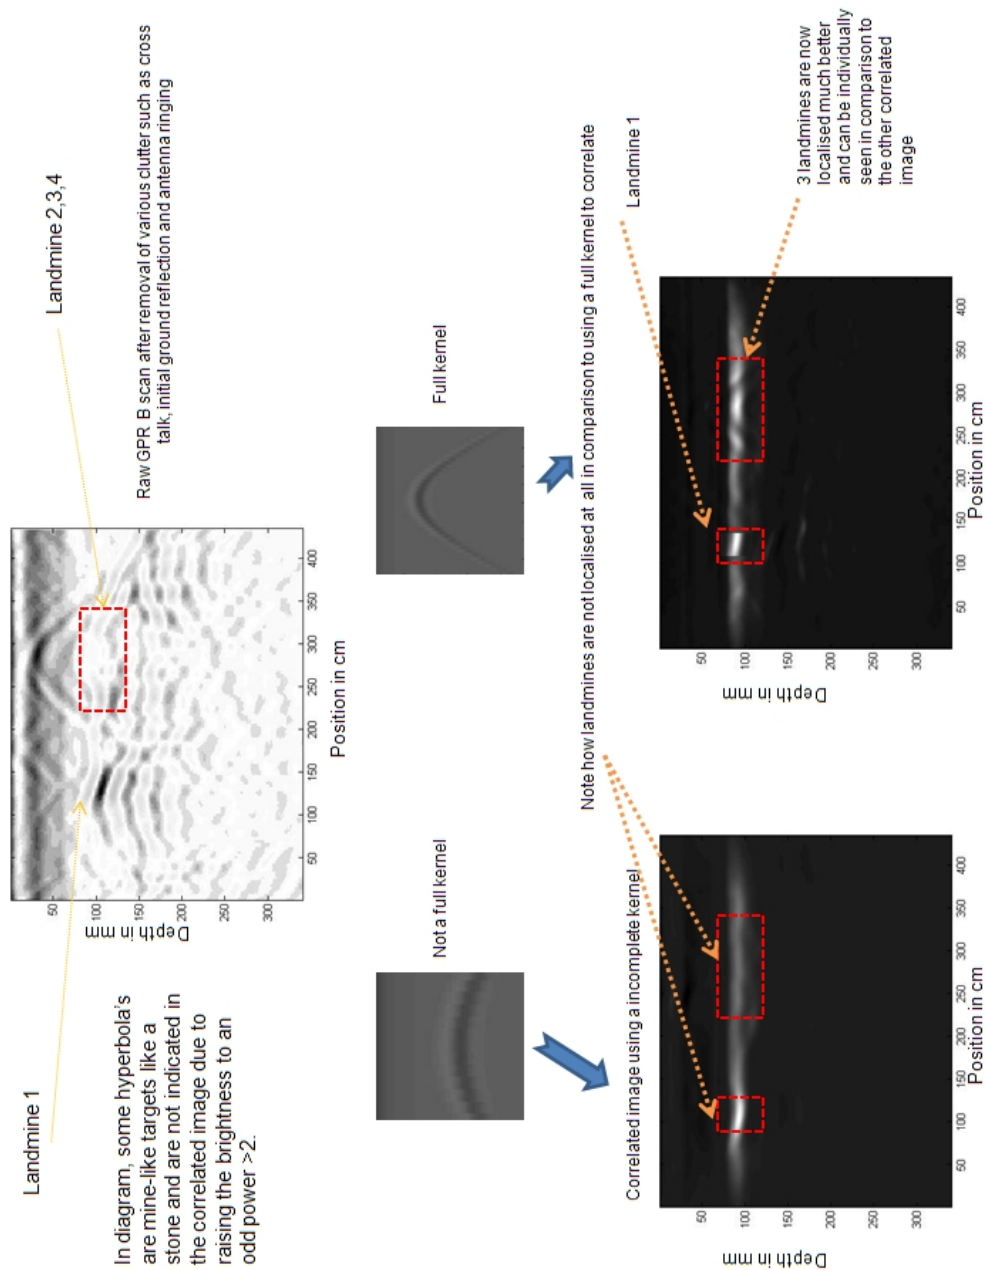 Landmine 1
Landmine 2,3,4
In diagram, some hyperbola's
are mine-like targets like a
stone and are not indicated in
the correlated image due to
raising the brightness to an
odd power >2.
Depth in mm
50
100
150
200
250
300
50
100
150
200
250
300
350
400
Position in cm
Raw GPR B scan after removal of various clutter such as cross
talk, initial ground reflection and antenna ringing
Not a full kernel
Full kernel
Note how landmines are not localised at all in comparison to using a full kernel to correlate
Correlated image using a incomplete kernel
Landmine 1
Depth in mm
50
100
150
200
250
300
50
100
150
200
250
300
350
400
Position in cm
Depth in mm
50
100
150
200
250
300
50
100
150
200
250
300
350
400
Position in cm
3 landmines are now
localised much better
and can be individually
seen in comparison to
the other correlated
image